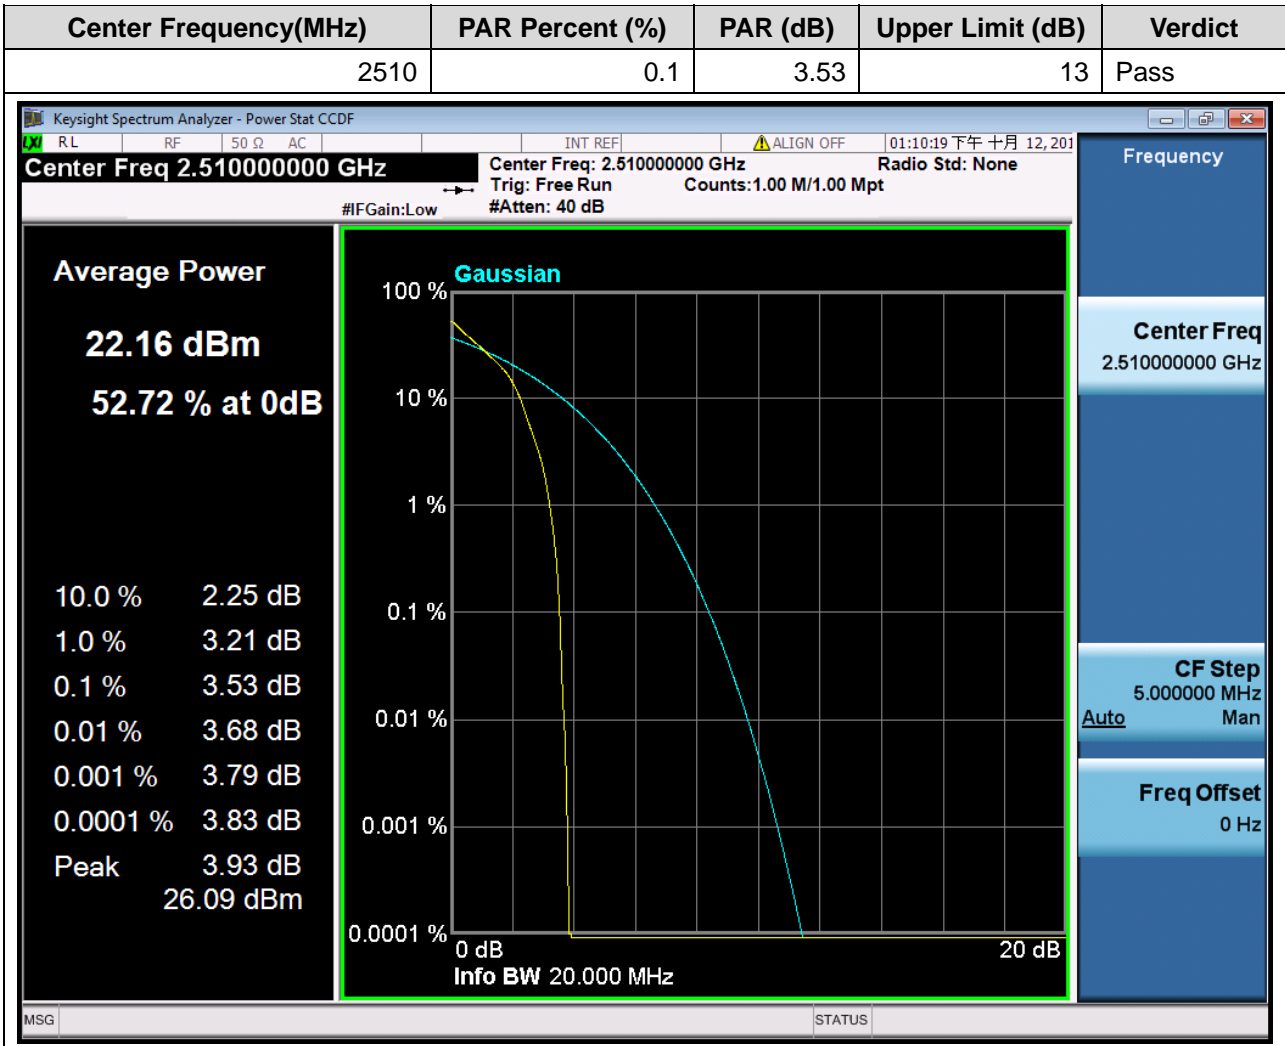 Center Frequency(MHz) PAR Percent (%) PAR (dB) Upper Limit (dB) Verdict
2510 0.1 3.53 13 Pass
Keysight Spectrum Analyzer - Power Stat CCDF
LXI RL RF 50 Ω AC INT REF ALIGN OFF 01:10:19 下午 十月 12, 201
Center Freq 2.510000000 GHz
#IFGain:Low
Center Freq: 2.510000000 GHz Radio Std: None
Trig: Free Run Counts:1.00 M/1.00 Mpt
#Atten: 40 dB
Average Power
22.16 dBm
52.72 % at 0dB
10.0 % 2.25 dB
1.0 % 3.21 dB
0.1 % 3.53 dB
0.01 % 3.68 dB
0.001 % 3.79 dB
0.0001 % 3.83 dB
Peak 3.93 dB
26.09 dBm
Gaussian
100 %
10 %
1 %
0.1 %
0.01 %
0.001 %
0.0001 %
0 dB 20 dB
Info BW 20.000 MHz
Frequency
Center Freq
2.510000000 GHz
CF Step
5.000000 MHz
Auto Man
Freq Offset
0 Hz
MSG STATUS